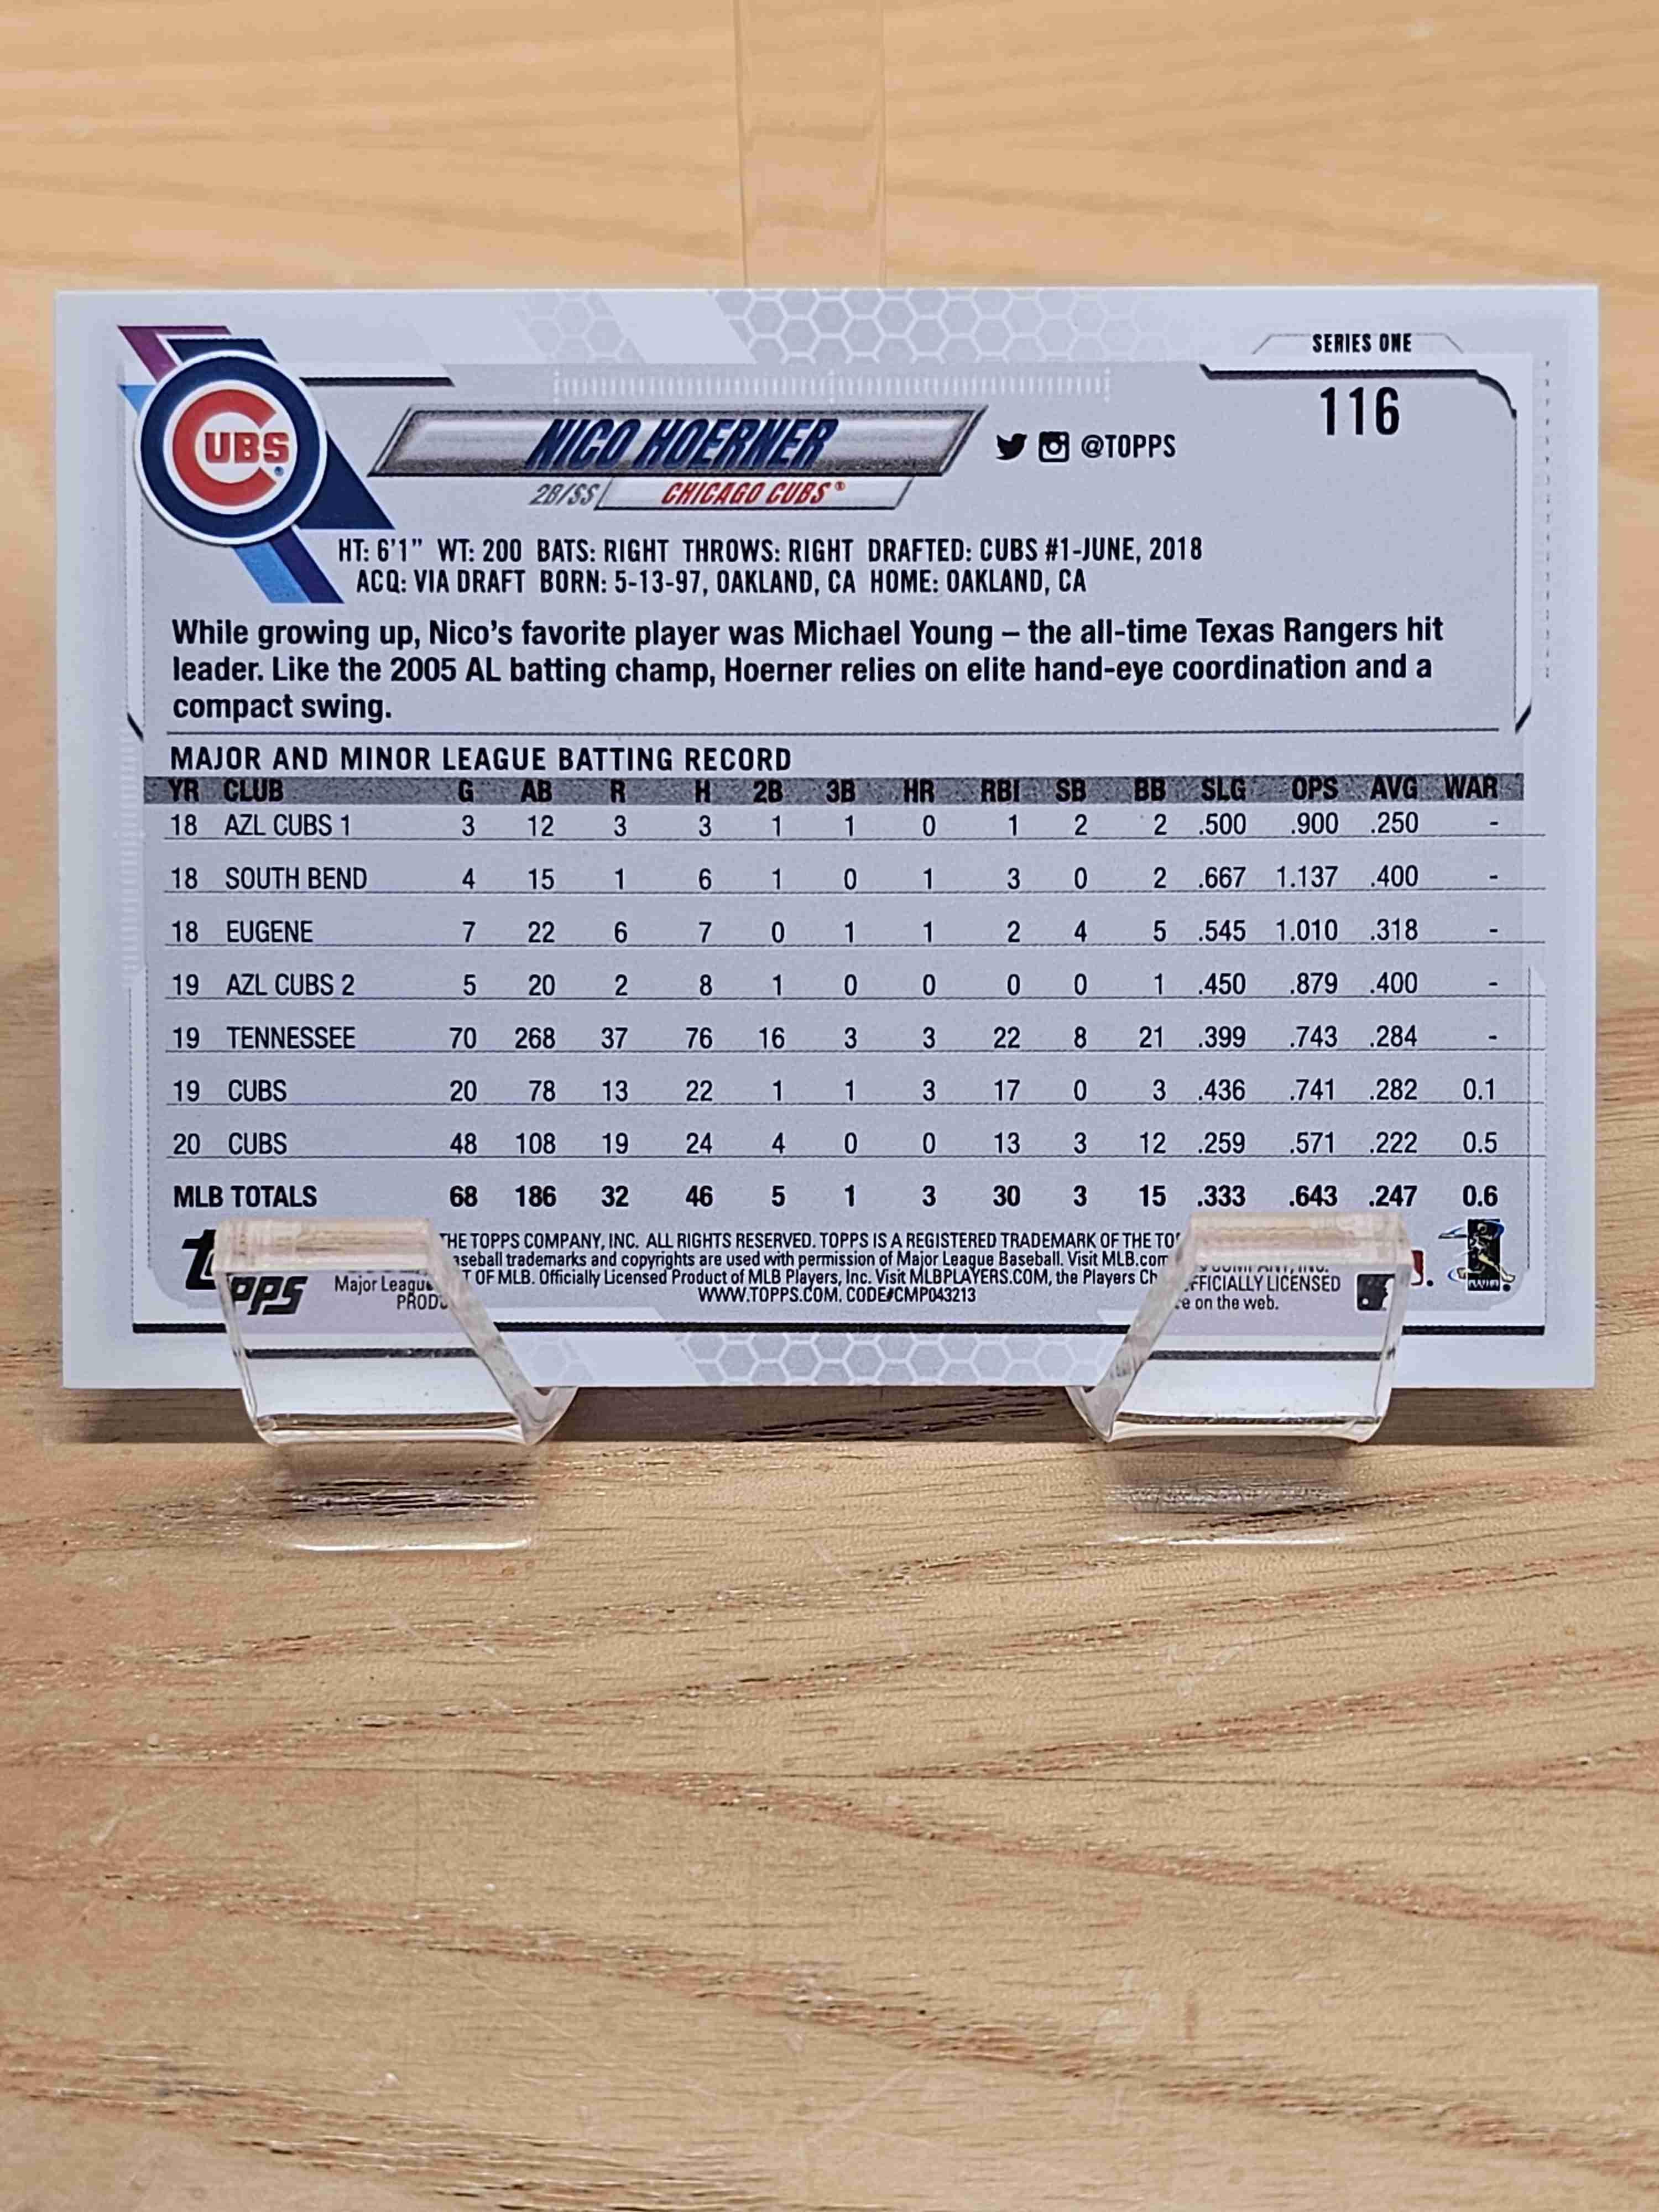 SERIES ONE
116
CUBS
NICO HOERNER
@TOPPS
2B/SS CHICAGO CUBS®
HT: 6'1" WT: 200 BATS: RIGHT THROWS: RIGHT DRAFTED: CUBS #1-JUNE, 2018
ACQ: VIA DRAFT BORN: 5-13-97, OAKLAND, CA HOME: OAKLAND, CA
While growing up, Nico's favorite player was Michael Young – the all-time Texas Rangers hit
leader. Like the 2005 AL batting champ, Hoerner relies on elite hand-eye coordination and a
compact swing.
MAJOR AND MINOR LEAGUE BATTING RECORD
YR CLUB G AB R H 2B 3B HR RBI SB BB SLG OPS AVG WAR
18 AZL CUBS 1 3 12 3 3 1 1 0 1 2 2 .500 .900 .250 -
18 SOUTH BEND 4 15 1 6 1 0 1 3 0 2 .667 1.137 .400 -
18 EUGENE 7 22 6 7 0 1 1 2 4 5 .545 1.010 .318 -
19 AZL CUBS 2 5 20 2 8 1 0 0 0 0 1 .450 .879 .400 -
19 TENNESSEE 70 268 37 76 16 3 3 22 8 21 .399 .743 .284 -
19 CUBS 20 78 13 22 1 1 3 17 0 3 .436 .741 .282 0.1
20 CUBS 48 108 19 24 4 0 0 13 3 12 .259 .571 .222 0.5
MLB TOTALS 68 186 32 46 5 1 3 30 3 15 .333 .643 .247 0.6
THE TOPPS COMPANY, INC. ALL RIGHTS RESERVED. TOPPS IS A REGISTERED TRADEMARK OF THE
trademarks and copyrights are used with permission of Major League Baseball. Visit MLB.com
OF MLB. Officially Licensed Product of MLB Players, Inc. Visit MLBPLAYERS.COM, the Players
WWW.TOPPS.COM. CODE#CMP043213
topps
Major
LICENSED
on the web.